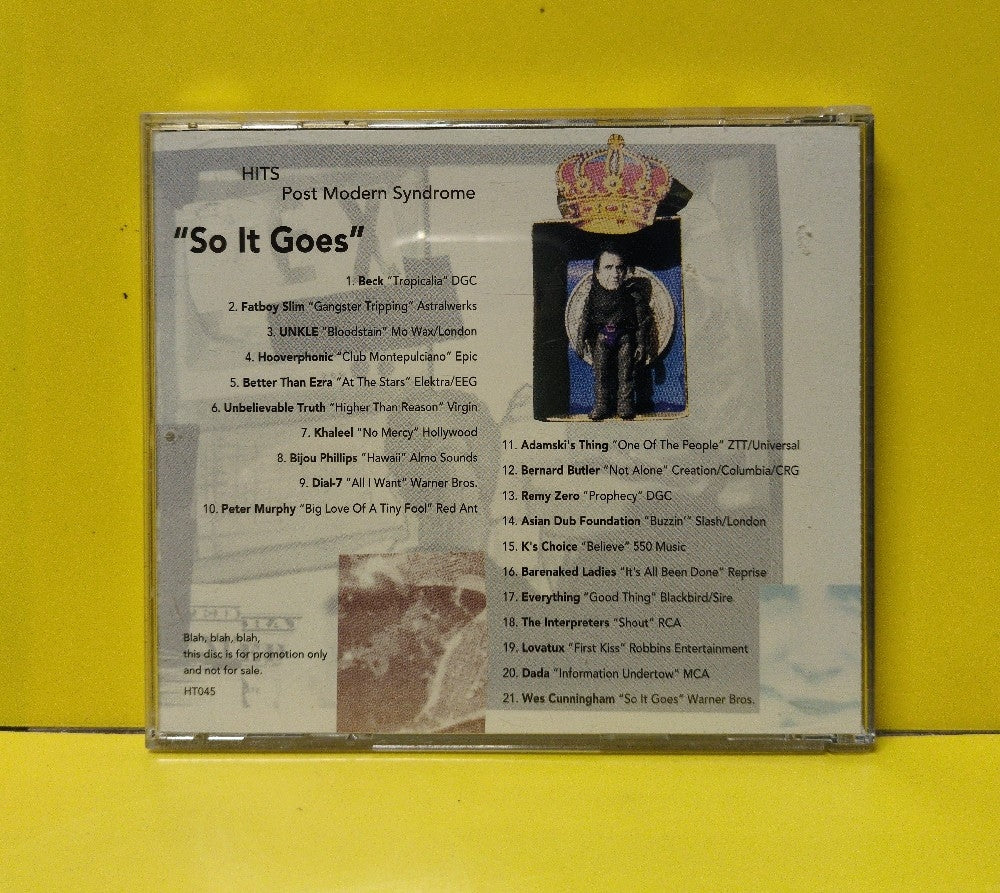 HITS
Post Modern Syndrome
"So It Goes"
1. Beck "Tropicalia" DGC
2. Fatboy Slim "Gangster Tripping" Astralwerks
3. UNKLE "Bloodstain" Mo Wax/London
4. Hooverphonic "Club Montepulciano" Epic
5. Better Than Ezra "At The Stars" Elektra/EEG
6. Unbelievable Truth "Higher Than Reason" Virgin
7. Khaleel "No Mercy" Hollywood
8. Bijou Phillips "Hawaii" Almo Sounds
9. Dial-7 "All I Want" Warner Bros.
10. Peter Murphy "Big Love Of A Tiny Fool" Red Ant
11. Adamski's Thing "One Of The People" ZTT/Universal
12. Bernard Butler "Not Alone" Creation/Columbia/CRG
13. Remy Zero "Prophecy" DGC
14. Asian Dub Foundation "Buzzin'" Slash/London
15. K's Choice "Believe" 550 Music
16. Barenaked Ladies "It's All Been Done" Reprise
17. Everything "Good Thing" Blackbird/Sire
18. The Interpreters "Shout" RCA
19. Lovatux "First Kiss" Robbins Entertainment
20. Dada "Information Undertow" MCA
21. Wes Cunningham "So It Goes" Warner Bros.
Blah, blah, blah,
this disc is for promotion only
and not for sale.
HT045